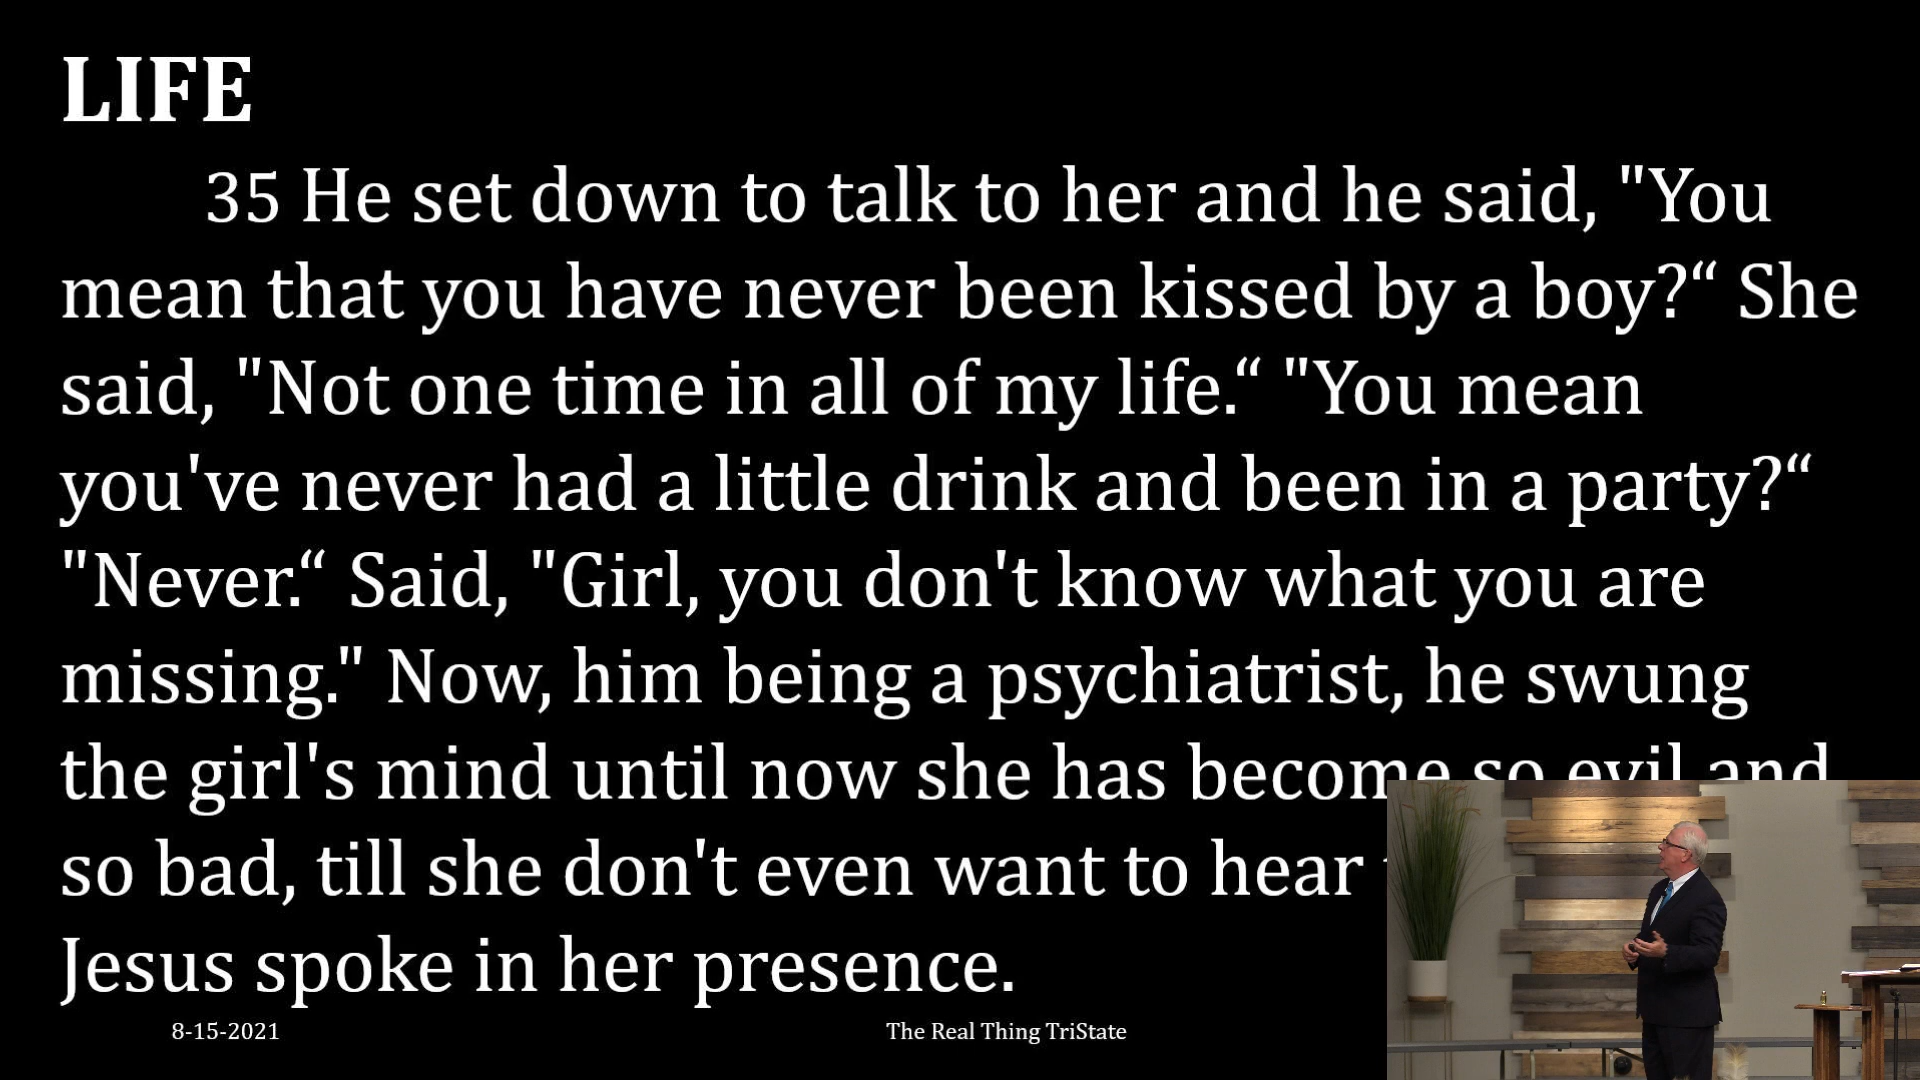 LIFE
35 He set down to talk to her and he said, "You
mean that you have never been kissed by a boy?“ She
said, "Not one time in all of my life.“ "You mean
you've never had a little drink and been in a party?“
"Never.“ Said, "Girl, you don't know what you are
missing." Now, him being a psychiatrist, he swung
the girl's mind until now she has become so evil and
so bad, till she don't even want to hear
Jesus spoke in her presence.
8-15-2021
The Real Thing TriState